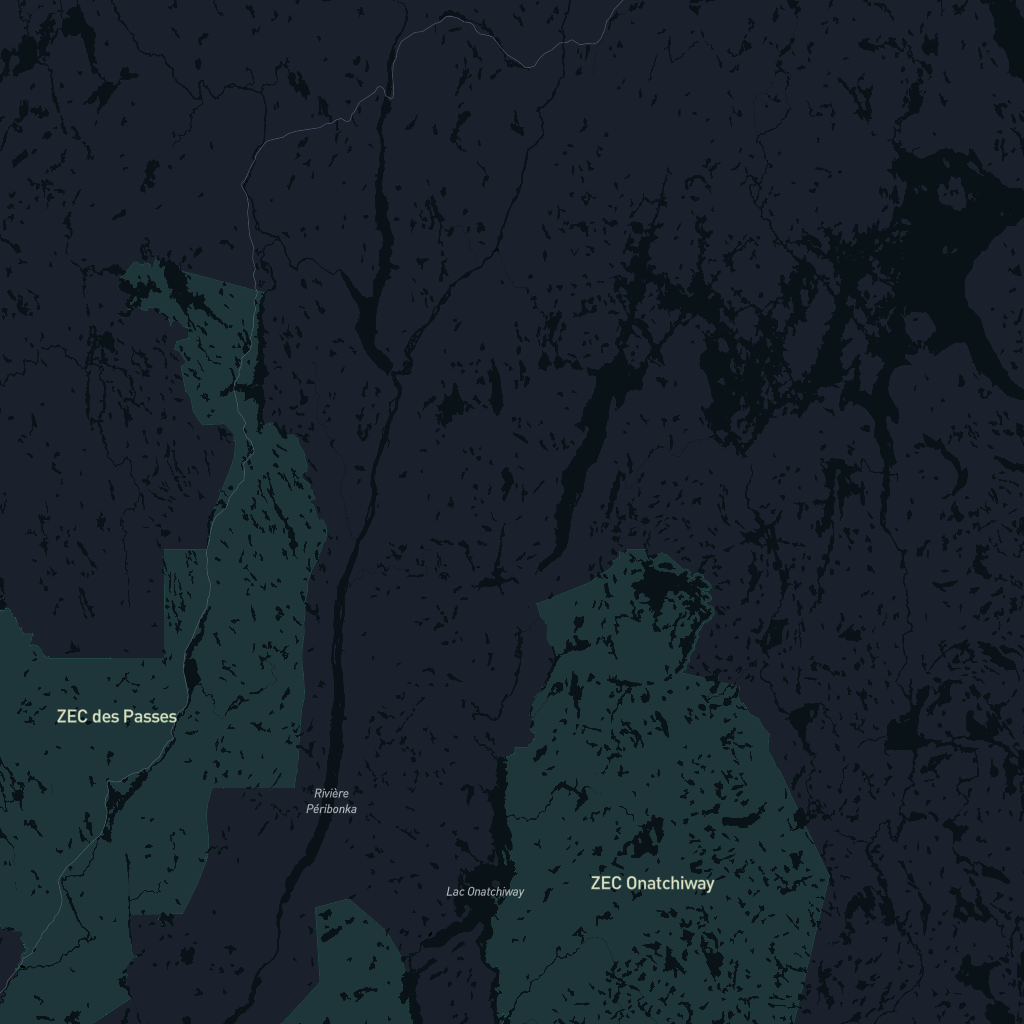 ZEC des Passes
Rivière
Péribonka
ZEC Onatchiway
Lac Onatchiway